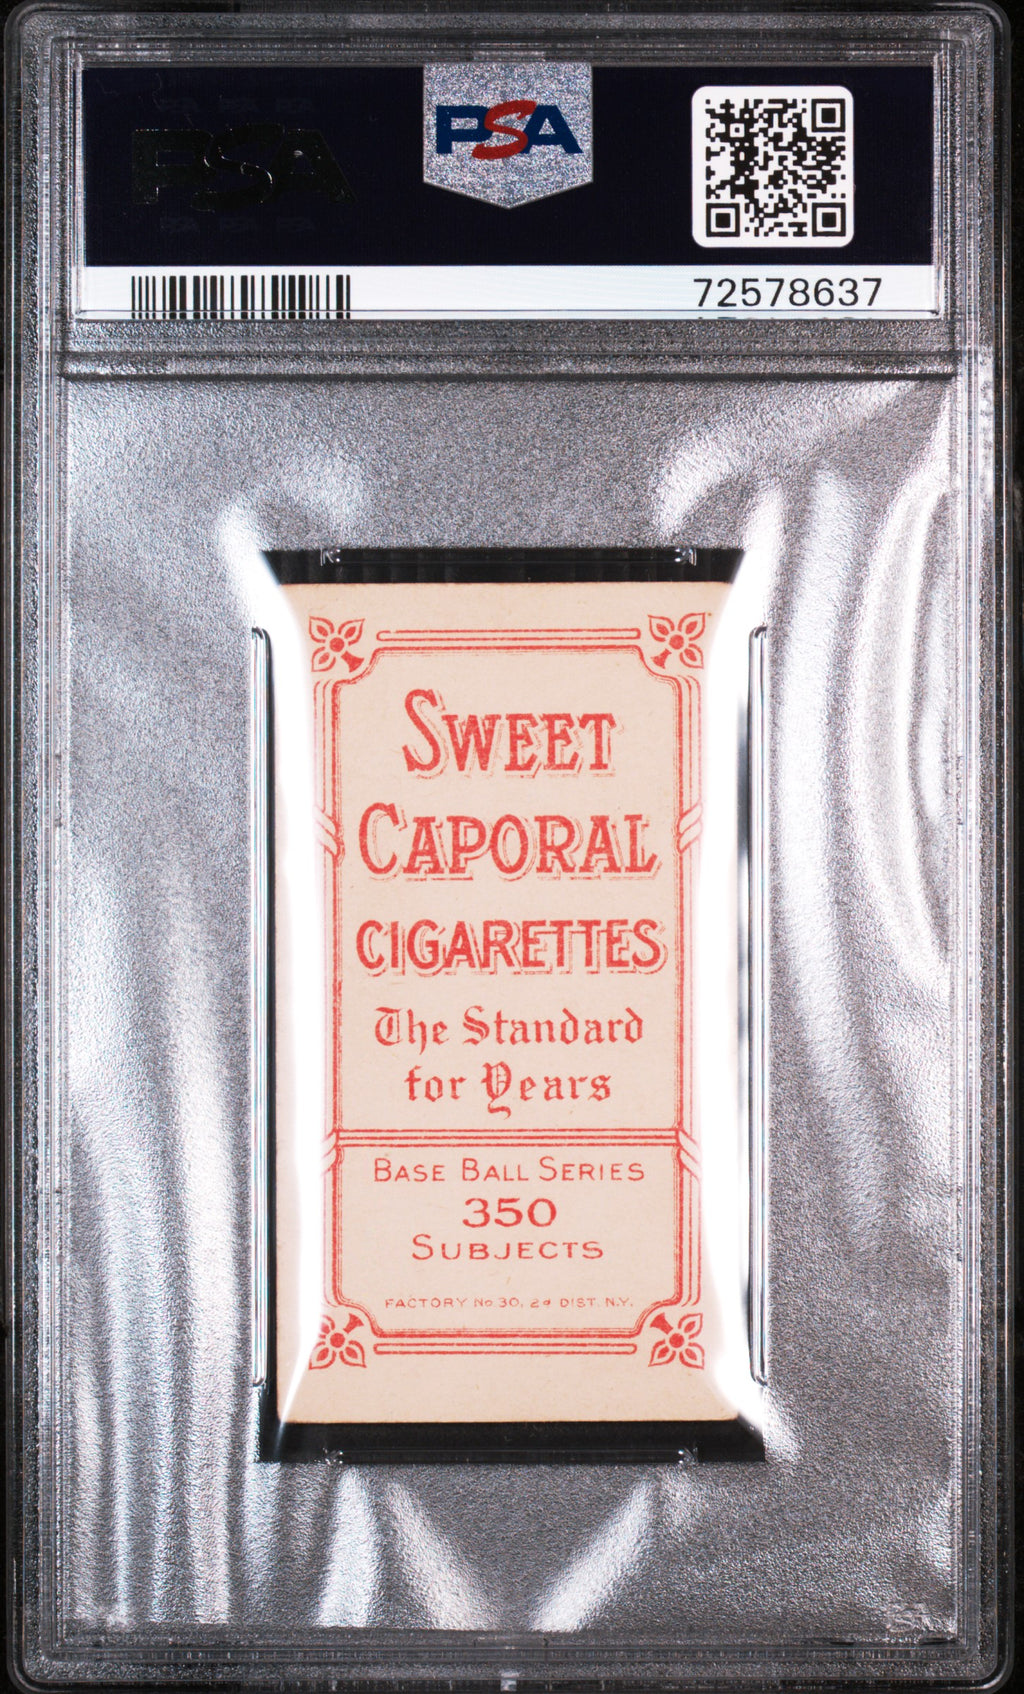 PSA
PSA
72578637
SWEET
CAPORAL
CIGARETTES
The Standard
for Years
BASE BALL SERIES
350
SUBJECTS
FACTORY No 30, 2d DIST. N.Y.